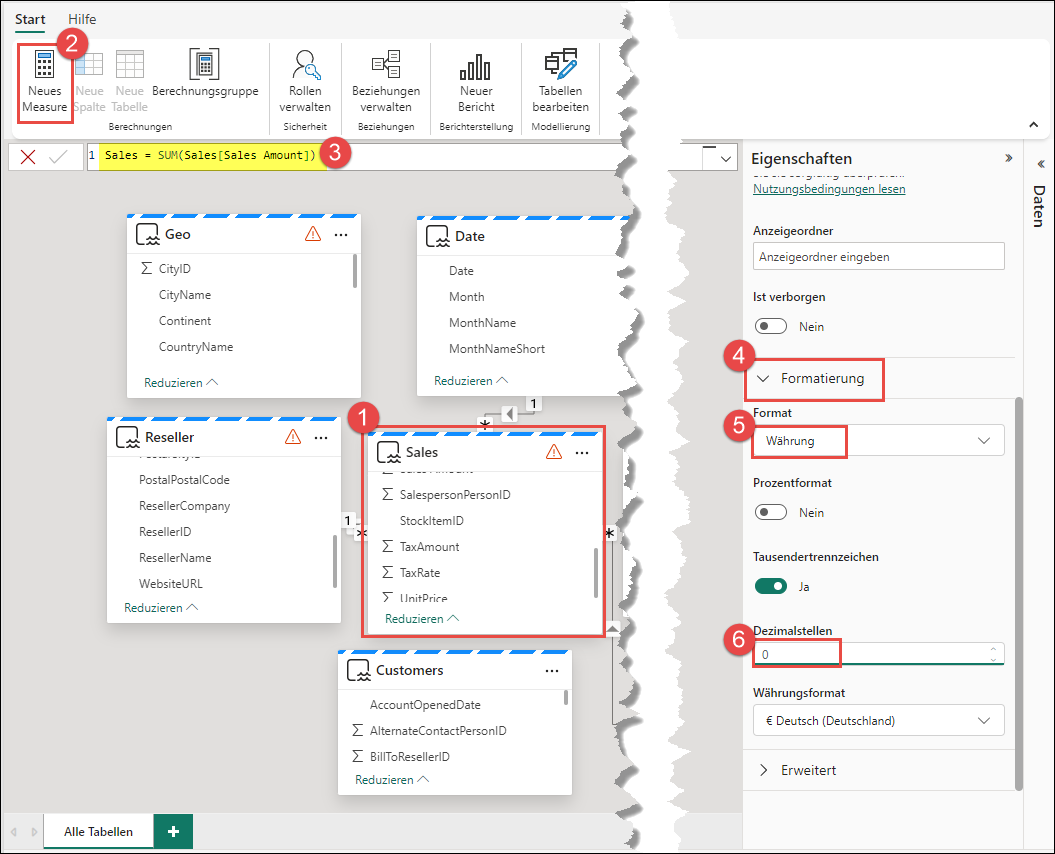 Start Hilfe
2
Neues Measure
Neue Spalte
Neue Tabelle
Berechnungsgruppe
Rollen verwalten
Beziehungen verwalten
Neuer Bericht
Tabellen bearbeiten
Berechnungen
Sicherheit
Beziehungen
Berichterstellung
Modellierung
1 Sales = SUM(Sales[Sales Amount])
3
Geo
CityID
CityName
Continent
CountryName
Reduzieren
Date
Date
Month
MonthName
MonthNameShort
Reduzieren
1
*
Reseller
PostalPostalCode
ResellerCompany
ResellerID
ResellerName
WebsiteURL
Reduzieren
1
*
1
Sales
Sales Amount
SalespersonPersonID
StockItemID
TaxAmount
TaxRate
UnitPrice
Reduzieren
*
Customers
AccountOpenedDate
AlternateContactPersonID
BillToResellerID
Reduzieren
Alle Tabellen
+
Eigenschaften
Nutzungsbedingungen lesen
Anzeigeordner
Anzeigeordner eingeben
Ist verborgen
Nein
4
Formatierung
Format
5
Währung
Prozentformat
Nein
Tausendertrennzeichen
Ja
Dezimalstellen
6
0
Währungsformat
€ Deutsch (Deutschland)
Erweitert
Daten